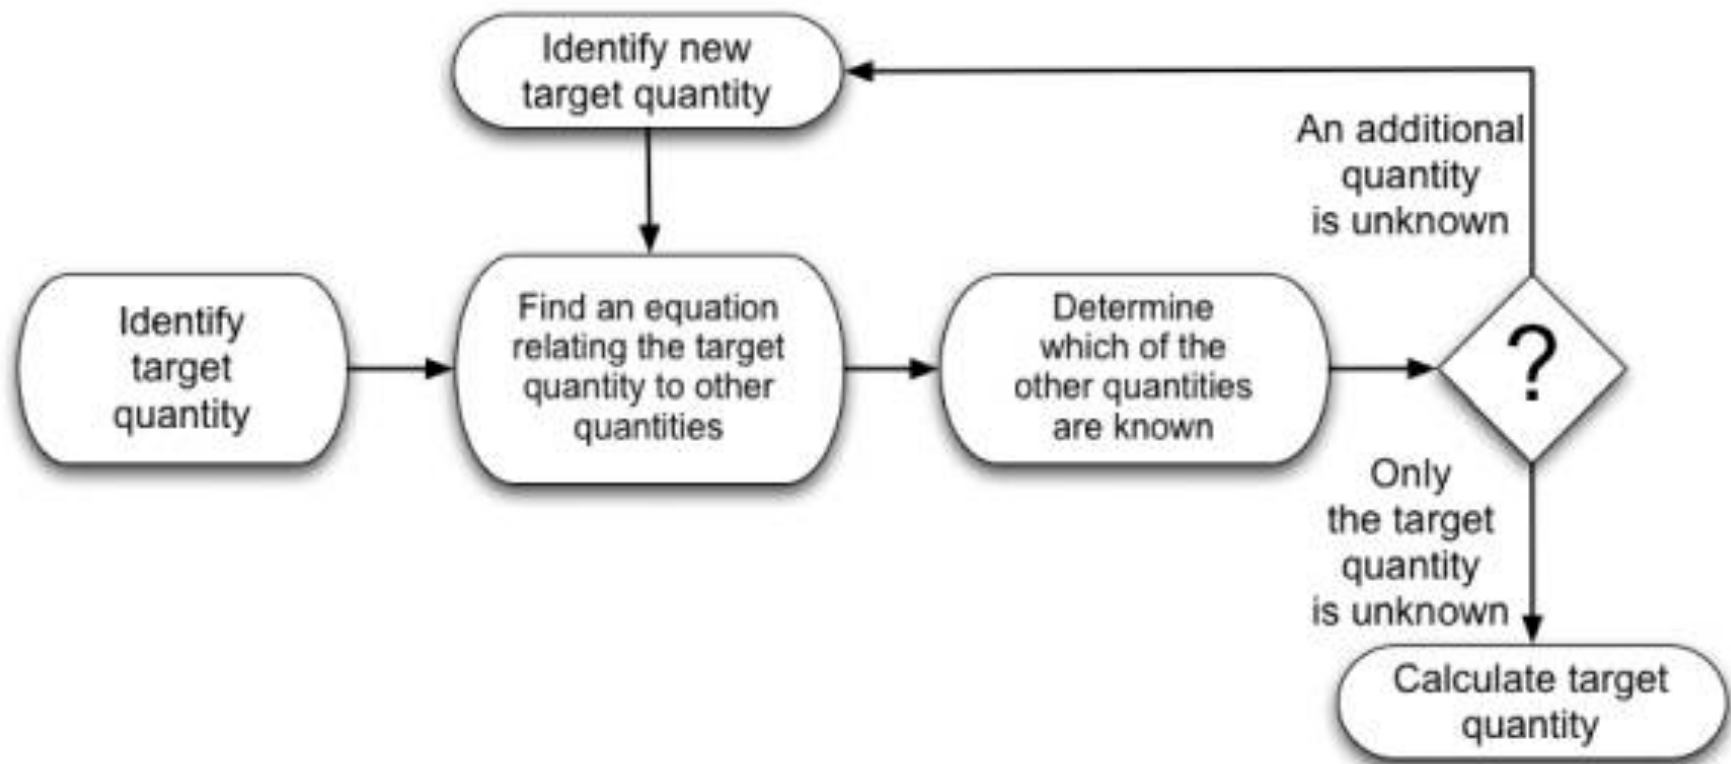 Identify new
target quantity
An additional
quantity
is unknown
Identify
target
quantity
Find an equation
relating the target
quantity to other
quantities
Determine
which of the
other quantities
are known
?
Only
the target
quantity
is unknown
Calculate target
quantity